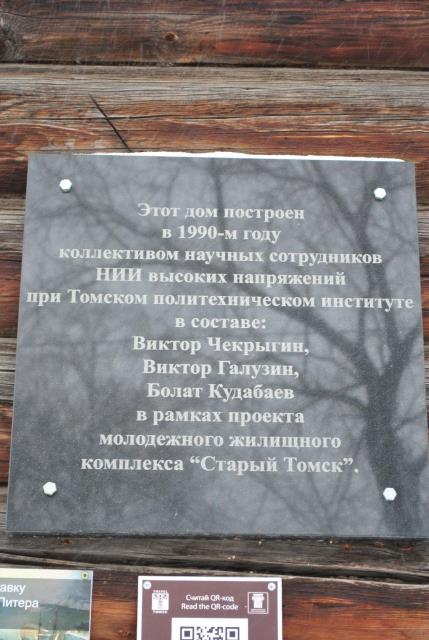 Этот дом построен
в 1990-м году
коллективом научных сотрудников
НИИ высоких напряжений
при Томском политехническом институте
в составе:
Виктор Чекрыгин,
Виктор Галузин,
Болат Кудабаев
в рамках проекта
молодежного жилищного
комплекса “Старый Томск”.
Питера
Считай QR-код
Read the QR-code